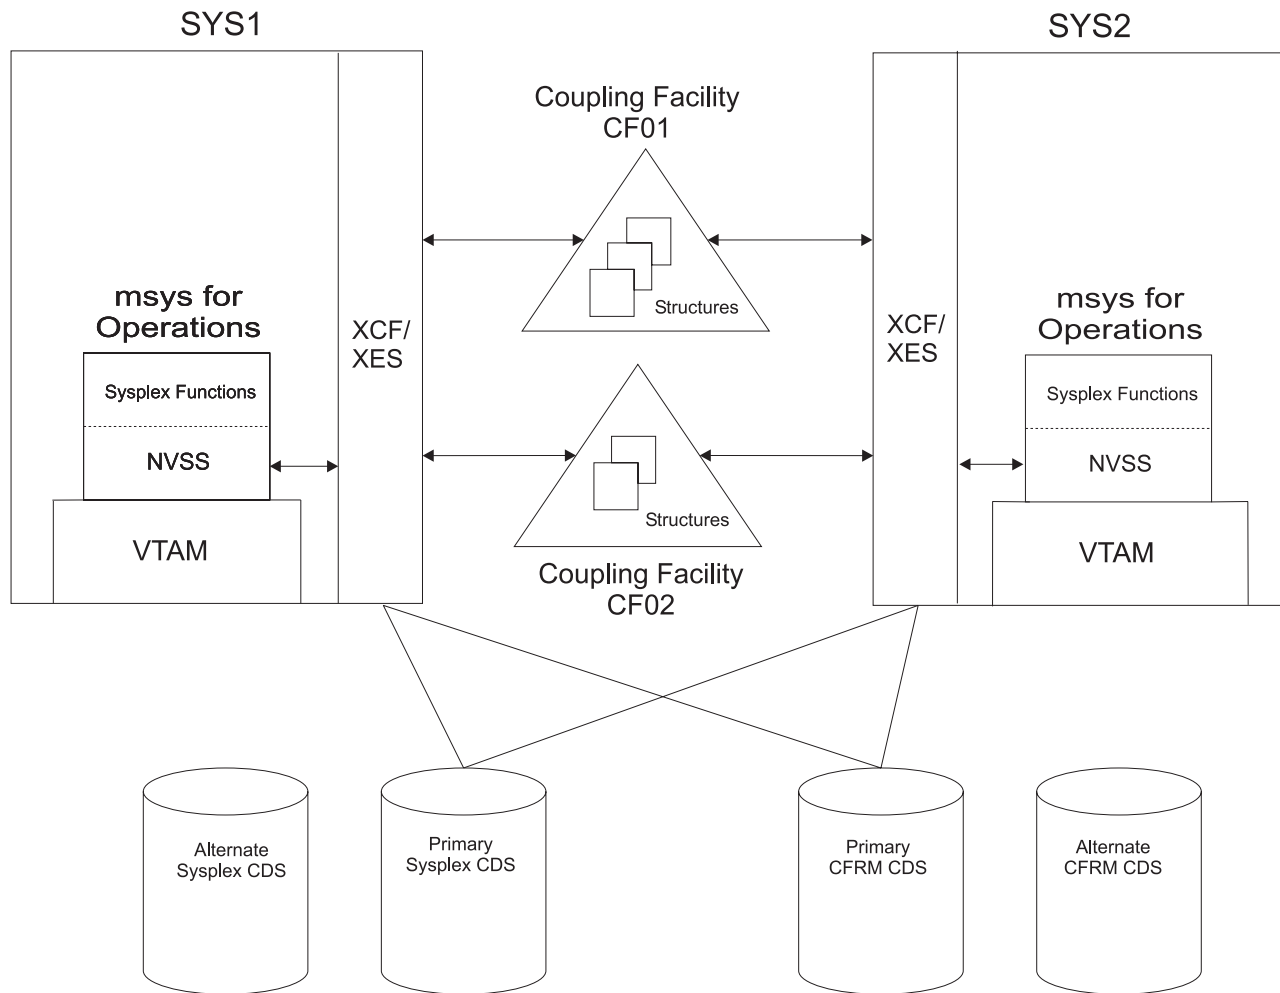 SYS1
SYS2
Coupling Facility
CF01
Structures
msys for
Operations
XCF/
XES
Sysplex Functions
NVSS
VTAM
Structures
Coupling Facility
CF02
XCF/
XES
msys for
Operations
Sysplex Functions
NVSS
VTAM
Alternate
Sysplex CDS
Primary
Sysplex CDS
Primary
CFRM CDS
Alternate
CFRM CDS